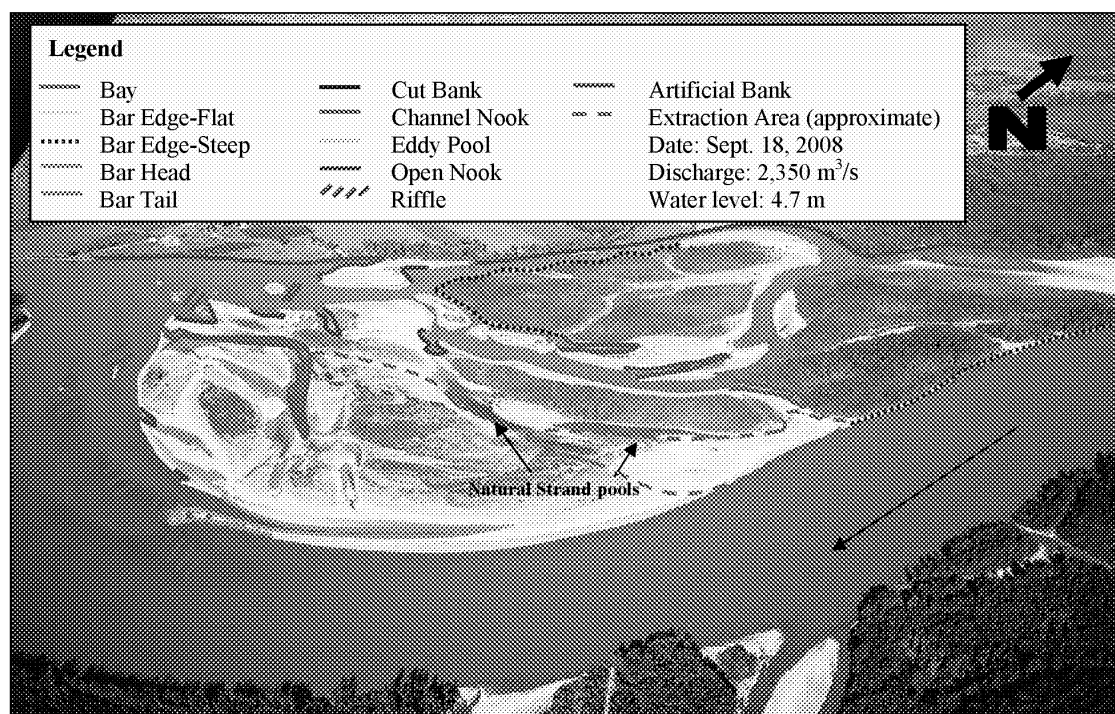 Legend
Bay
Bar Edge-Flat
Bar Edge-Steep
Bar Head
Bar Tail
Cut Bank
Channel Nook
Eddy Pool
Open Nook
Riffle
Artificial Bank
Extraction Area (approximate)
Date: Sept. 18, 2008
Discharge: 2,350 m³/s
Water level: 4.7 m
N
Natural Strand pools